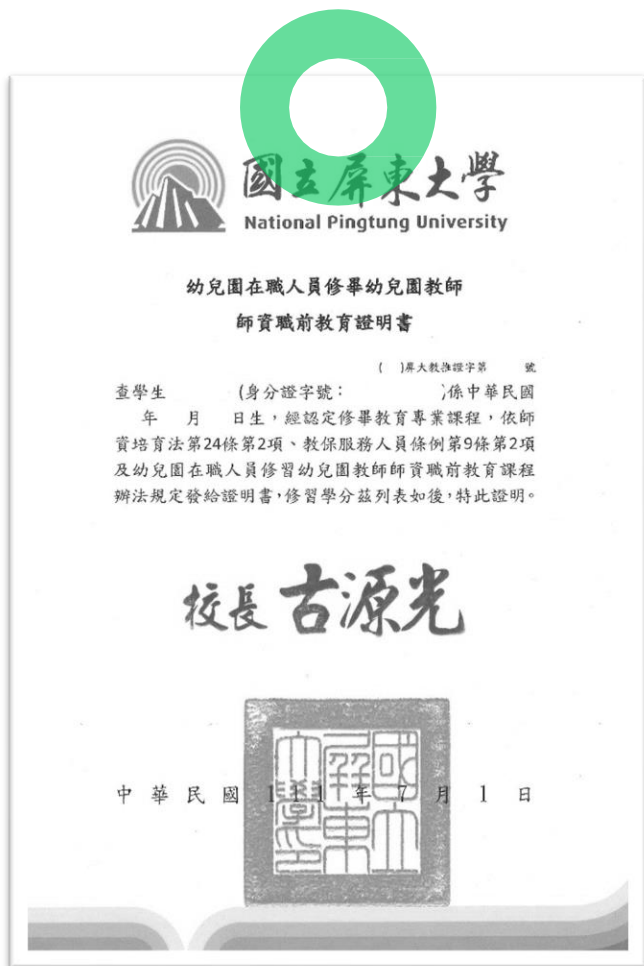 國立屏東大學
National Pingtung University
幼兒園在職人員修畢幼兒園教師
師資職前教育證明書
( )屏大教推證字第 號
查學生 (身分證字號: )係中華民國
年 月 日生,經認定修畢教育專業課程,依師
資培育法第24條第2項、教保服務人員條例第9條第2項
及幼兒園在職人員修習幼兒園教師師資職前教育課程
辦法規定發給證明書,修習學分茲列表如後,特此證明。
校長 古源光
國立屏東大學印
中華民國 111 年 7 月 1 日